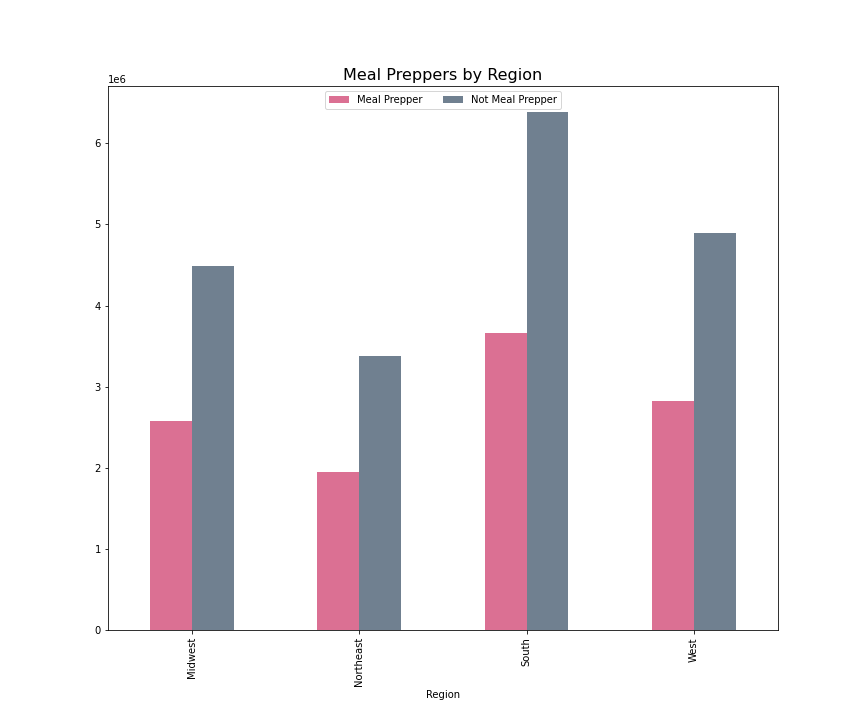 Meal Preppers by Region
1e6
Meal Prepper Not Meal Prepper
6
5
4
3
2
1
0
Midwest
Northeast
South
West
Region